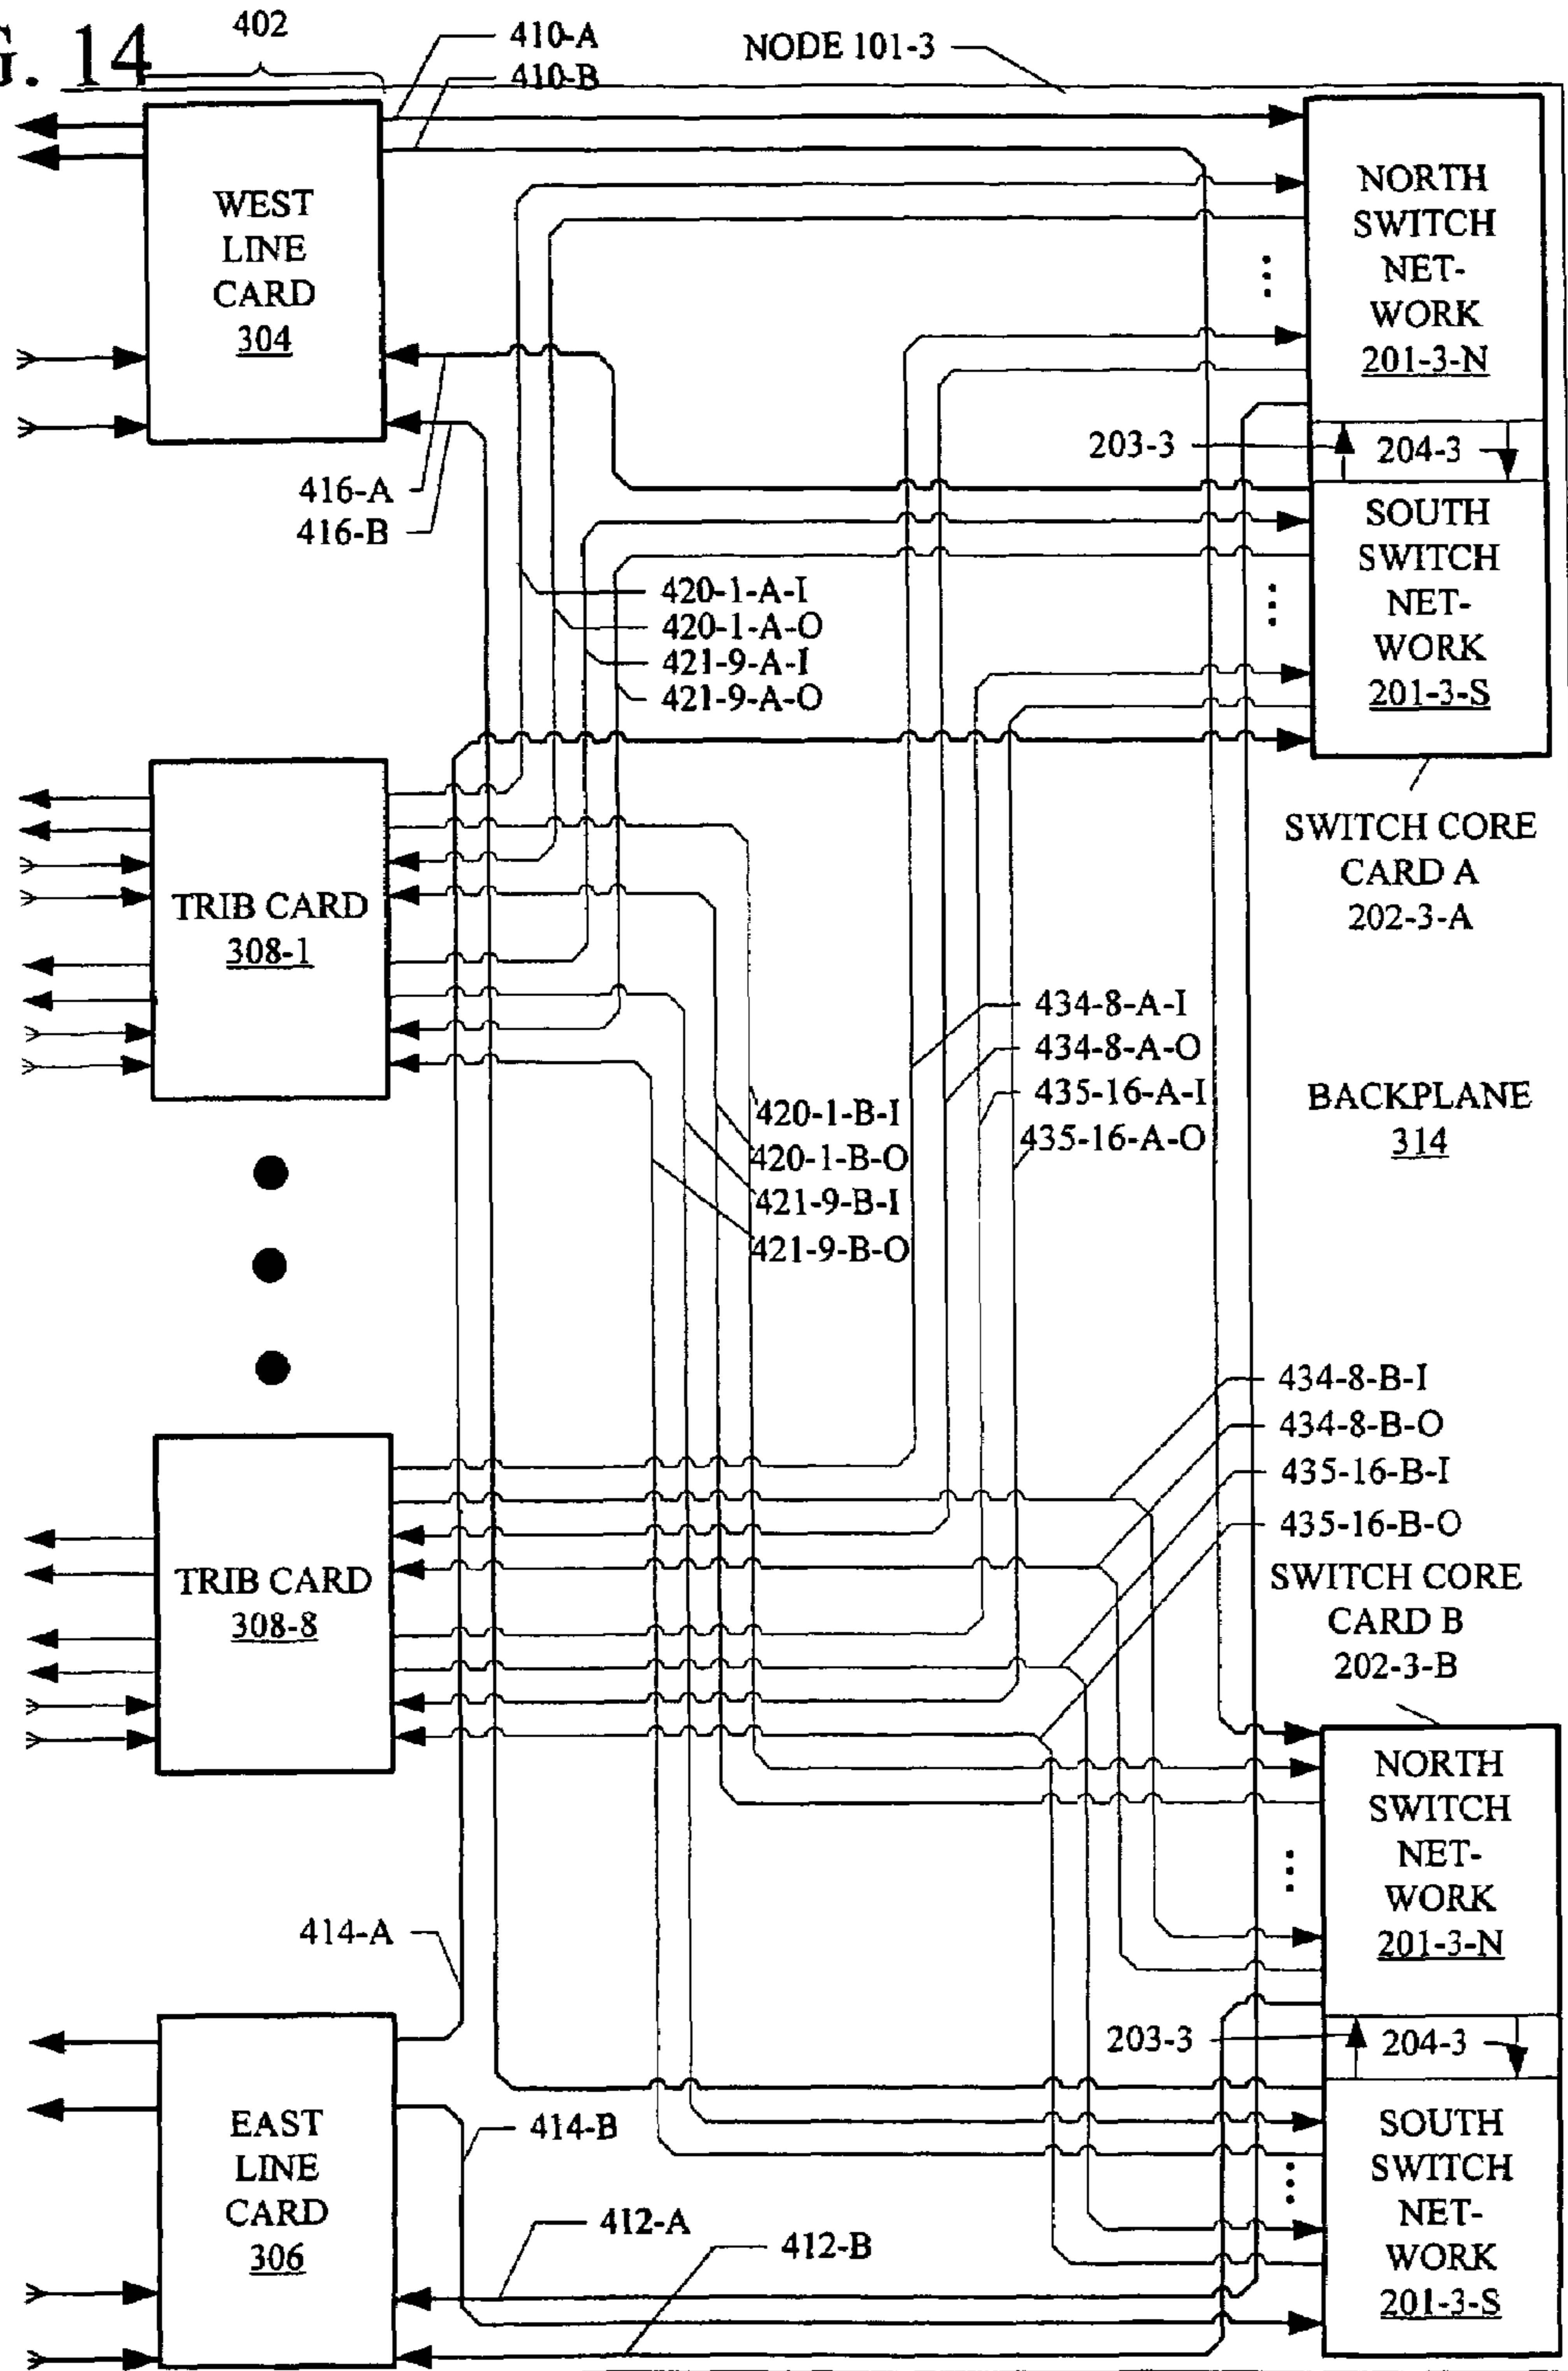 G. 14
402
410-A
410-B
NODE 101-3
WEST
LINE
CARD
304
NORTH
SWITCH
NET-
WORK
201-3-N
203-3
204-3
416-A
416-B
SOUTH
SWITCH
NET-
WORK
201-3-S
420-1-A-I
420-1-A-O
421-9-A-I
421-9-A-O
SWITCH CORE
CARD A
202-3-A
TRIB CARD
308-1
434-8-A-I
434-8-A-O
435-16-A-I
435-16-A-O
BACKPLANE
314
420-1-B-I
420-1-B-O
421-9-B-I
421-9-B-O
434-8-B-I
434-8-B-O
435-16-B-I
435-16-B-O
TRIB CARD
308-8
SWITCH CORE
CARD B
202-3-B
NORTH
SWITCH
NET-
WORK
201-3-N
414-A
203-3
204-3
EAST
LINE
CARD
306
414-B
412-A
412-B
SOUTH
SWITCH
NET-
WORK
201-3-S